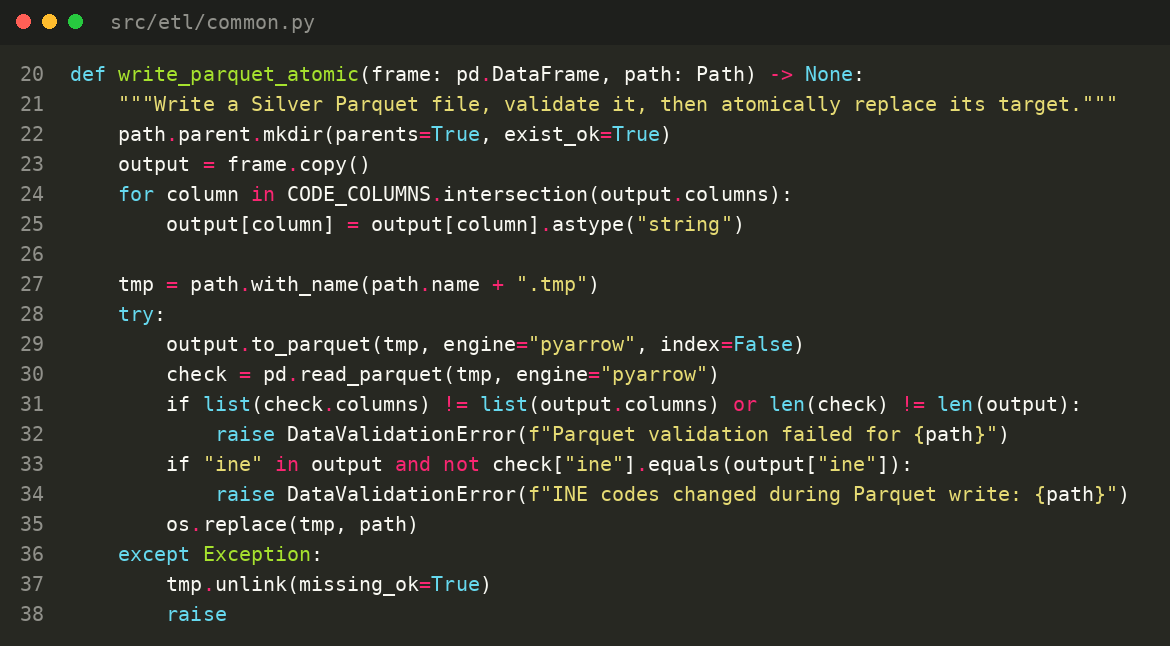 src/etl/common.py
20 def write_parquet_atomic(frame: pd.DataFrame, path: Path) -> None:
21     """Write a Silver Parquet file, validate it, then atomically replace its target."""
22     path.parent.mkdir(parents=True, exist_ok=True)
23     output = frame.copy()
24     for column in CODE_COLUMNS.intersection(output.columns):
25         output[column] = output[column].astype("string")
26
27     tmp = path.with_name(path.name + ".tmp")
28     try:
29         output.to_parquet(tmp, engine="pyarrow", index=False)
30         check = pd.read_parquet(tmp, engine="pyarrow")
31         if list(check.columns) != list(output.columns) or len(check) != len(output):
32             raise DataValidationError(f"Parquet validation failed for {path}")
33         if "ine" in output and not check["ine"].equals(output["ine"]):
34             raise DataValidationError(f"INE codes changed during Parquet write: {path}")
35         os.replace(tmp, path)
36     except Exception:
37         tmp.unlink(missing_ok=True)
38         raise